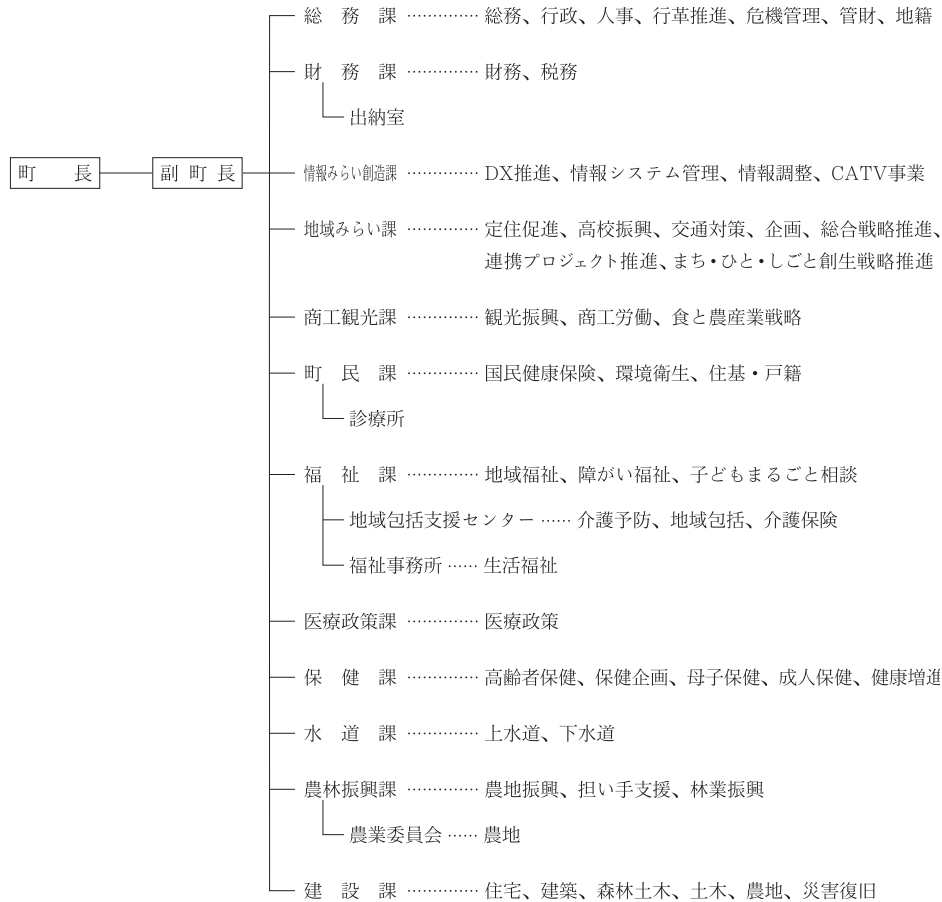 総務課 ············· 総務、行政、人事、行革推進、危機管理、管財、地籍
財務課 ············· 財務、税務
出納室
町長 副町長 情報みらい創造課 ············· DX推進、情報システム管理、情報調整、CATV事業
地域みらい課 ············· 定住促進、高校振興、交通対策、企画、総合戦略推進、
連携プロジェクト推進、まち・ひと・しごと創生戦略推進
商工観光課 ············· 観光振興、商工労働、食と農産業戦略
町民課 ············· 国民健康保険、環境衛生、住基・戸籍
診療所
福祉課 ············· 地域福祉、障がい福祉、子どもまるごと相談
地域包括支援センター ······ 介護予防、地域包括、介護保険
福祉事務所 ······ 生活福祉
医療政策課 ············· 医療政策
保健課 ············· 高齢者保健、保健企画、母子保健、成人保健、健康増進
水道課 ············· 上水道、下水道
農林振興課 ············· 農地振興、担い手支援、林業振興
農業委員会 ······ 農地
建設課 ············· 住宅、建築、森林土木、土木、農地、災害復旧